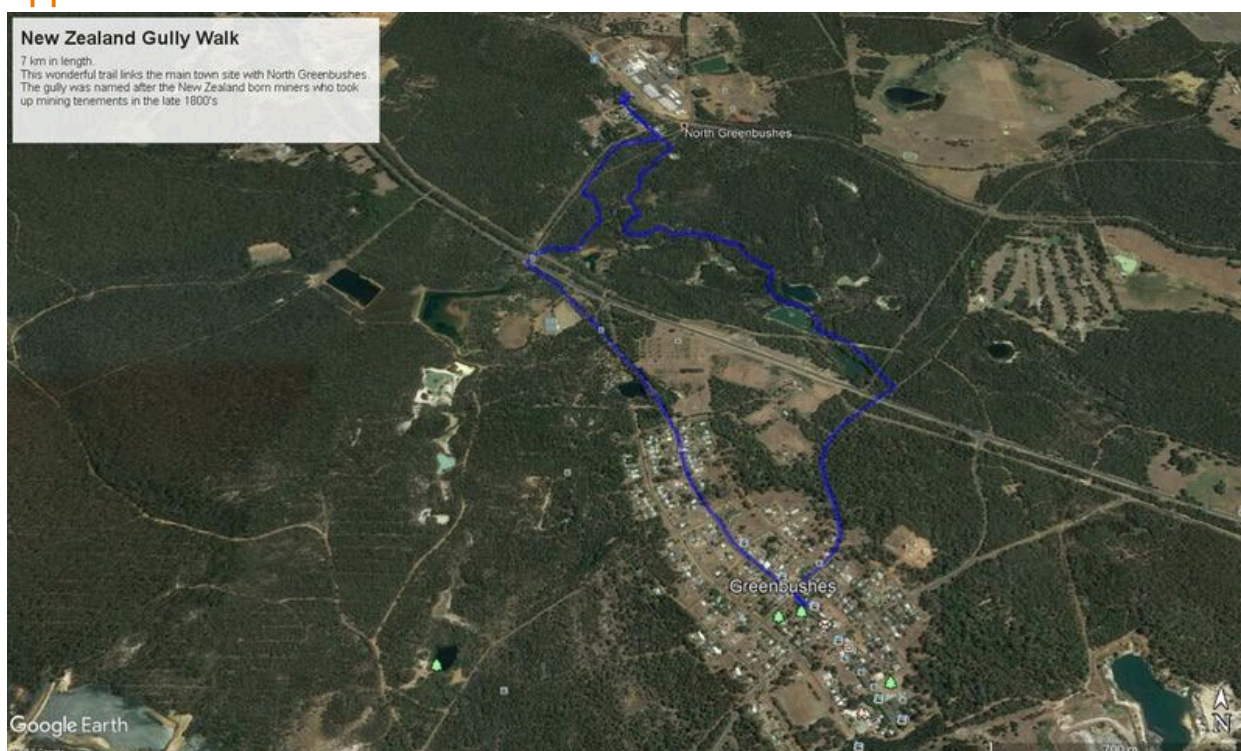 New Zealand Gully Walk
7 km in length.
This wonderful trail links the main town site with North Greenbushes.
The gully was named after the New Zealand born miners who took
up mining tenements in the late 1800's
North Greenbushes
Greenbushes
Google Earth
N
700 m